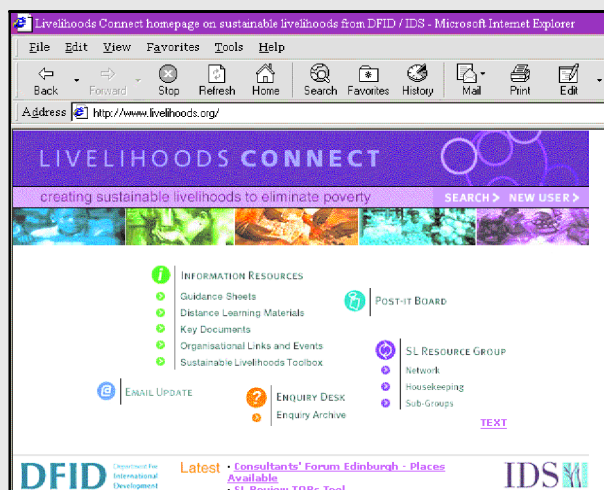 Livelihoods Connect homepage on sustainable livelihoods from DFID / IDS - Microsoft Internet Explorer
File Edit View Favorites Tools Help
Back Forward Stop Refresh Home Search Favorites History Mail Print Edit
Address http://www.livelihoods.org/
LIVELIHOODS CONNECT
creating sustainable livelihoods to eliminate poverty SEARCH> NEW USER>
INFORMATION RESOURCES
Guidance Sheets
Distance Learning Materials
Key Documents
Organisational Links and Events
Sustainable Livelihoods Toolbox
POST-IT BOARD
SL RESOURCE GROUP
Network
Housekeeping
Sub-Groups
EMAIL UPDATE
ENQUIRY DESK
Enquiry Archive
TEXT
DFID Department For
International
Development
Latest • Consultants' Forum Edinburgh - Places
Available
• SL Review TORs Tool
IDS